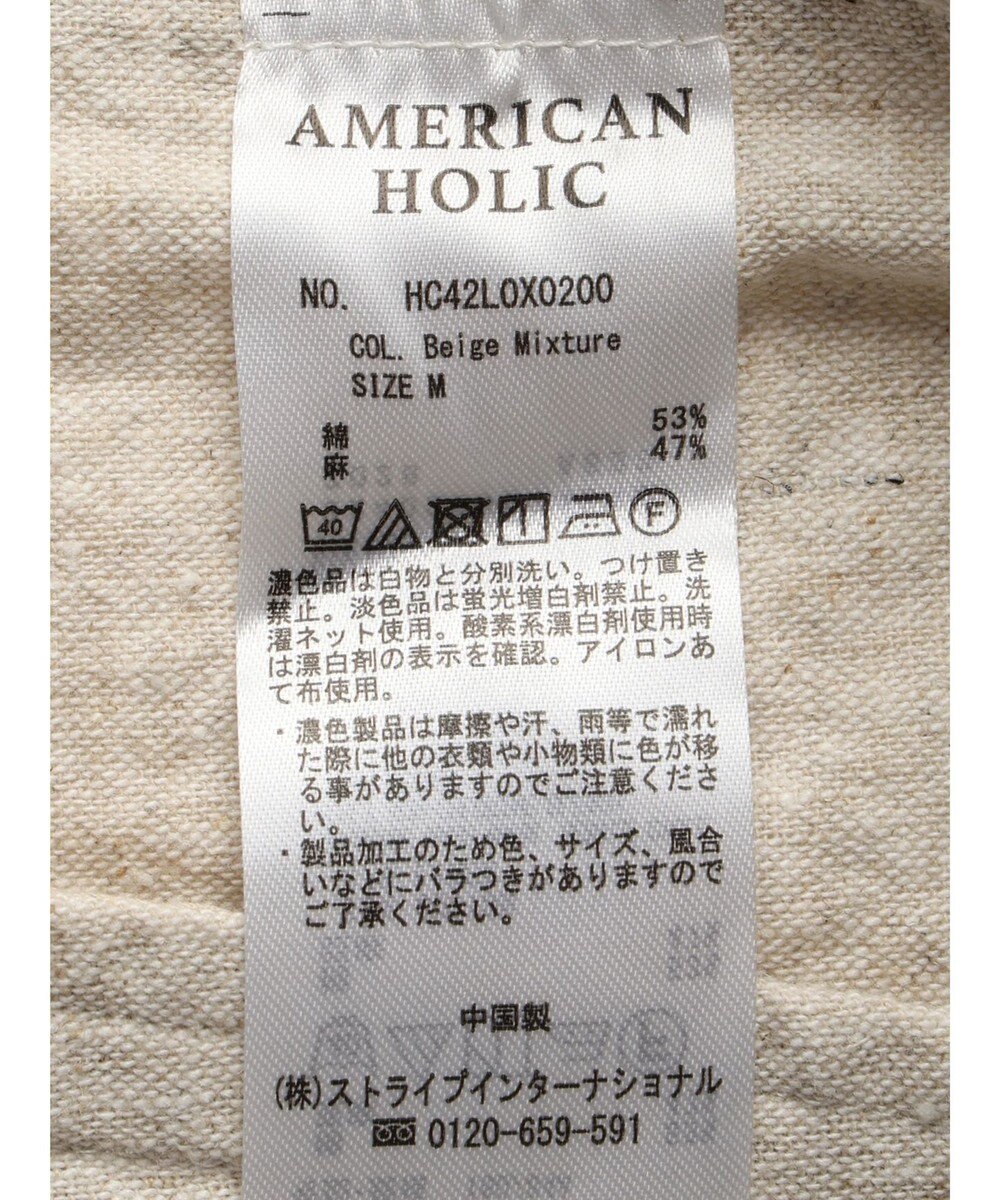 AMERICAN
HOLIC
NO. HC42L0X0200
COL. Beige Mixture
SIZE M
綿 53%
麻 47%
40 F
濃色品は白物と分別洗い。つけ置き
禁止。淡色品は蛍光増白剤禁止。洗
濯ネット使用。酸素系漂白剤使用時
は漂白剤の表示を確認。アイロンあ
て布使用。
・濃色製品は摩擦や汗、雨等で濡れ
た際に他の衣類や小物類に色が移
る事がありますのでご注意くださ
い。
・製品加工のため色、サイズ、風合
いなどにバラつきがありますので
ご了承ください。
中国製
(株)ストライプインターナショナル
0120-659-591